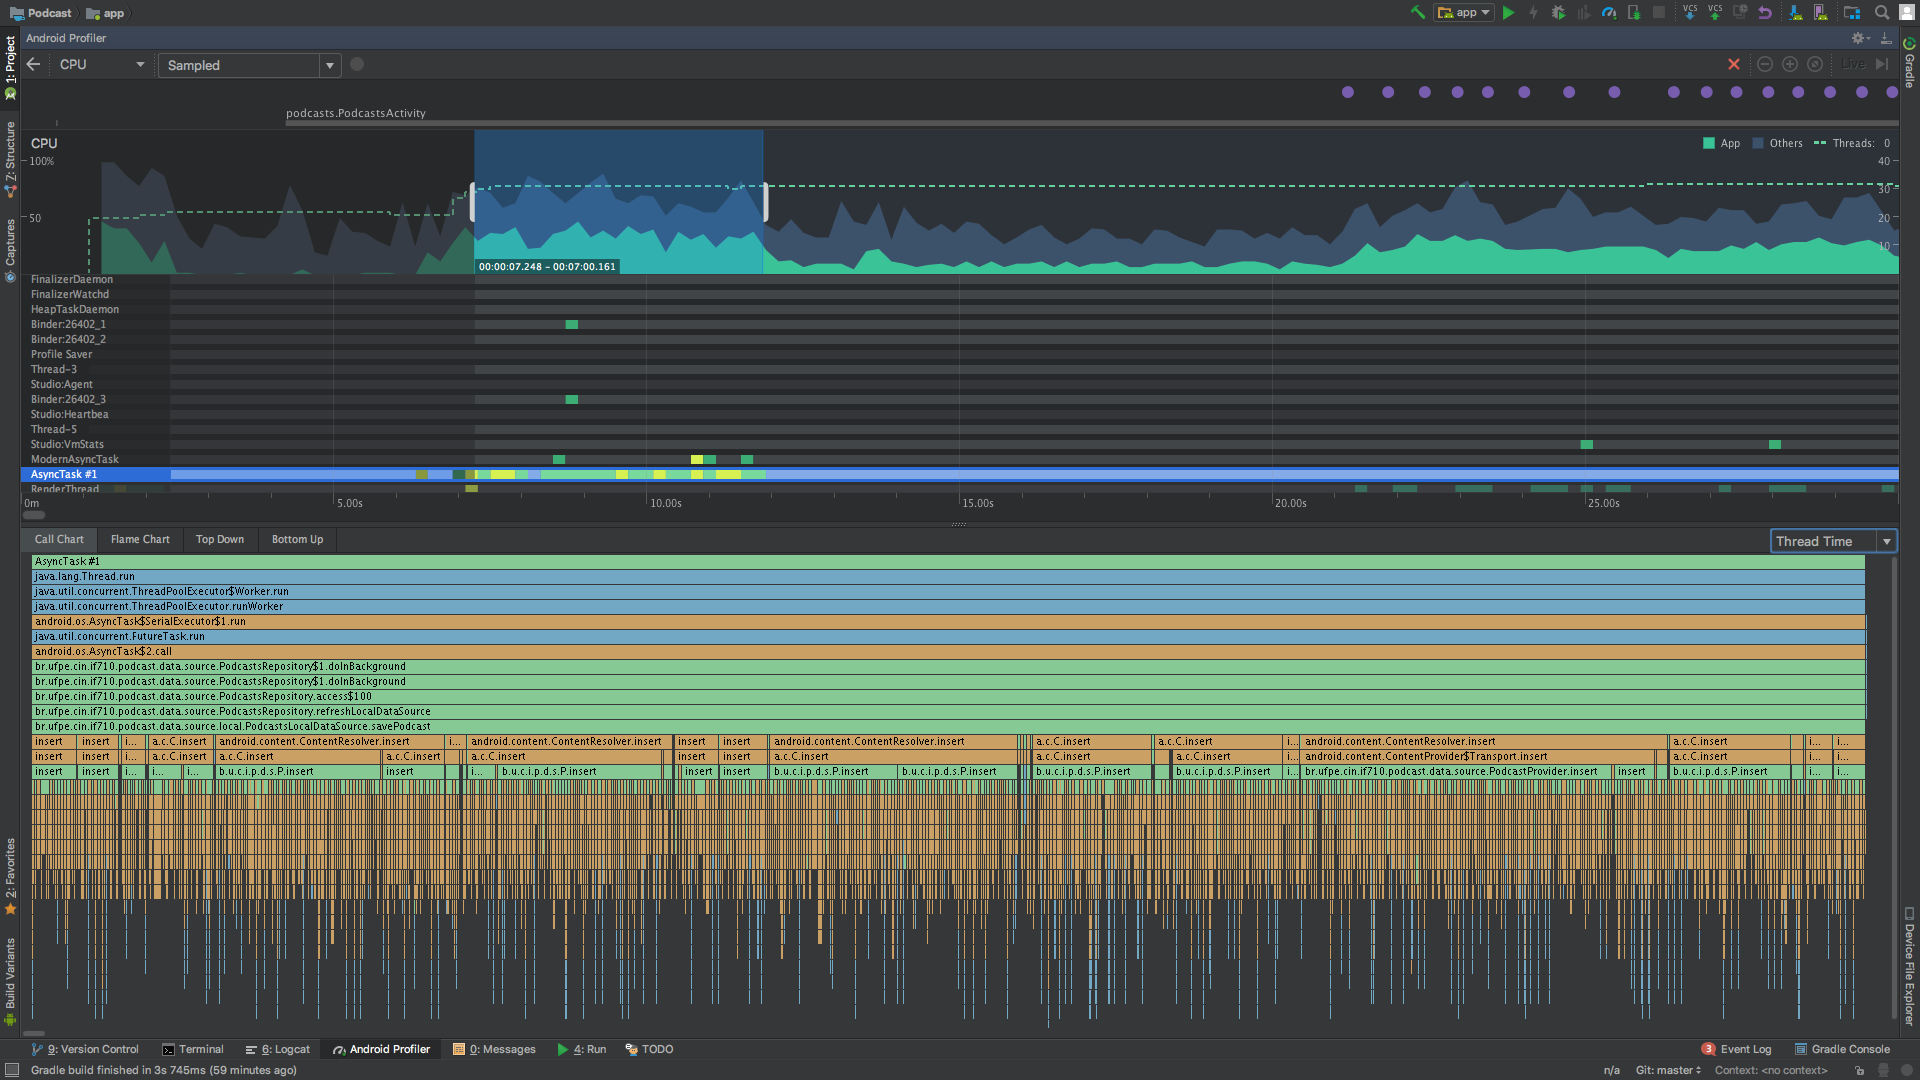 Podcast app
app
VCS VCS
Android Profiler
CPU Sampled
Live
podcasts.PodcastsActivity
CPU
App Others Threads: 0
100% 40
30
50 20
10
00:00:07.248 - 00:07:00.161
FinalizerDaemon
FinalizerWatchd
HeapTaskDaemon
Binder:26402_1
Binder:26402_2
Profile Saver
Thread-3
Studio:Agent
Binder:26402_3
Studio:Heartbea
Thread-5
Studio:VmStats
ModernAsyncTask
AsyncTask #1
RenderThread
0m 5.00s 10.00s 15.00s 20.00s 25.00s
Call Chart Flame Chart Top Down Bottom Up Thread Time
AsyncTask #1
java.lang.Thread.run
java.util.concurrent.ThreadPoolExecutor$Worker.run
java.util.concurrent.ThreadPoolExecutor.runWorker
android.os.AsyncTask$SerialExecutor$1.run
java.util.concurrent.FutureTask.run
android.os.AsyncTask$2.call
br.ufpe.cin.if710.podcast.data.source.PodcastsRepository$1.doInBackground
br.ufpe.cin.if710.podcast.data.source.PodcastsRepository$1.doInBackground
br.ufpe.cin.if710.podcast.data.source.PodcastsRepository.access$100
br.ufpe.cin.if710.podcast.data.source.PodcastsRepository.refreshLocalDataSource
br.ufpe.cin.if710.podcast.data.source.local.PodcastsLocalDataSource.savePodcast
insert insert i... a.c.C.insert android.content.ContentResolver.insert i... android.content.ContentResolver.insert insert insert android.content.ContentResolver.insert a.c.C.insert a.c.C.insert i... android.content.ContentResolver.insert a.c.C.insert i... i...
insert insert i... a.c.C.insert a.c.C.insert a.c.C.insert a.c.C.insert insert insert a.c.C.insert a.c.C.insert a.c.C.insert i... android.content.ContentProvider$Transport.insert a.c.C.insert i... i...
insert insert i... i... i... b.u.c.i.p.d.s.P.insert insert i... b.u.c.i.p.d.s.P.insert insert insert b.u.c.i.p.d.s.P.insert b.u.c.i.p.d.s.P.insert b.u.c.i.p.d.s.P.insert b.u.c.i.p.d.s.P.insert i... br.ufpe.cin.if710.podcast.data.source.PodcastProvider.insert insert b.u.c.i.p.d.s.P.insert i... i...
9: Version Control Terminal 6: Logcat Android Profiler 0: Messages 4: Run TODO 3 Event Log Gradle Console
Gradle build finished in 3s 745ms (59 minutes ago) n/a Git: master Context: <no context>
1: Project
Z: Structure
Captures
2: Favorites
Build Variants
Gradle
Device File Explorer